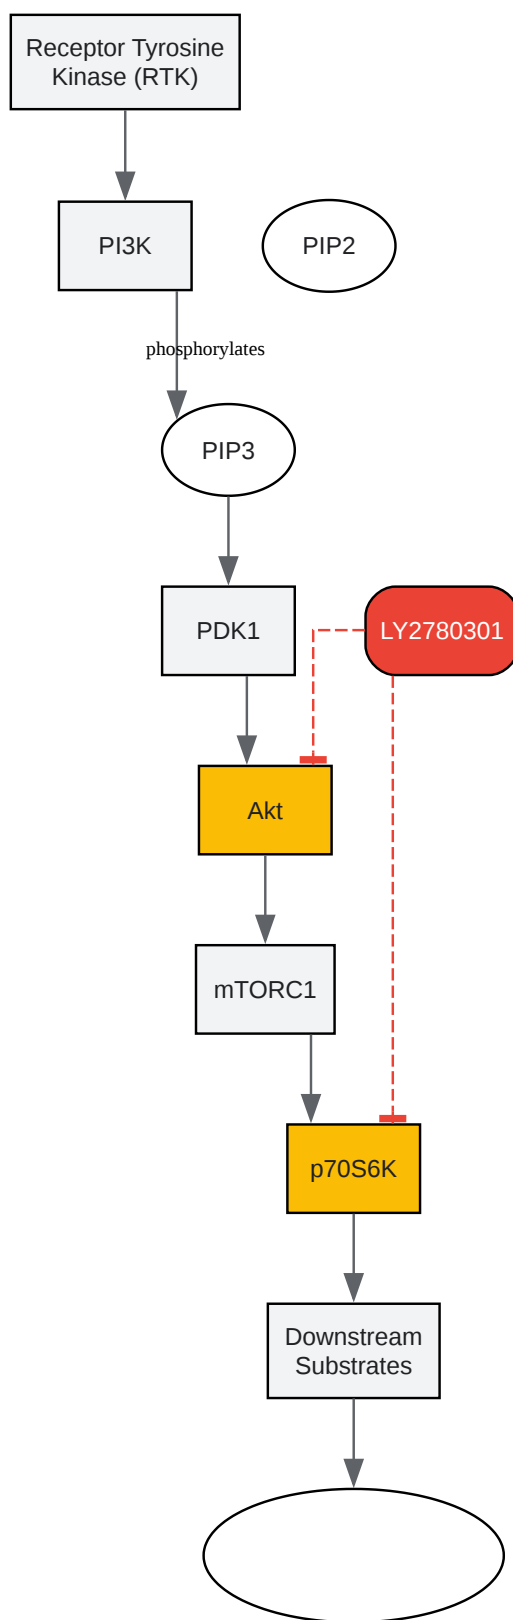 Receptor Tyrosine
Kinase (RTK)
PI3K
PIP2
phosphorylates
PIP3
PDK1
LY2780301
Akt
mTORC1
p70S6K
Downstream
Substrates